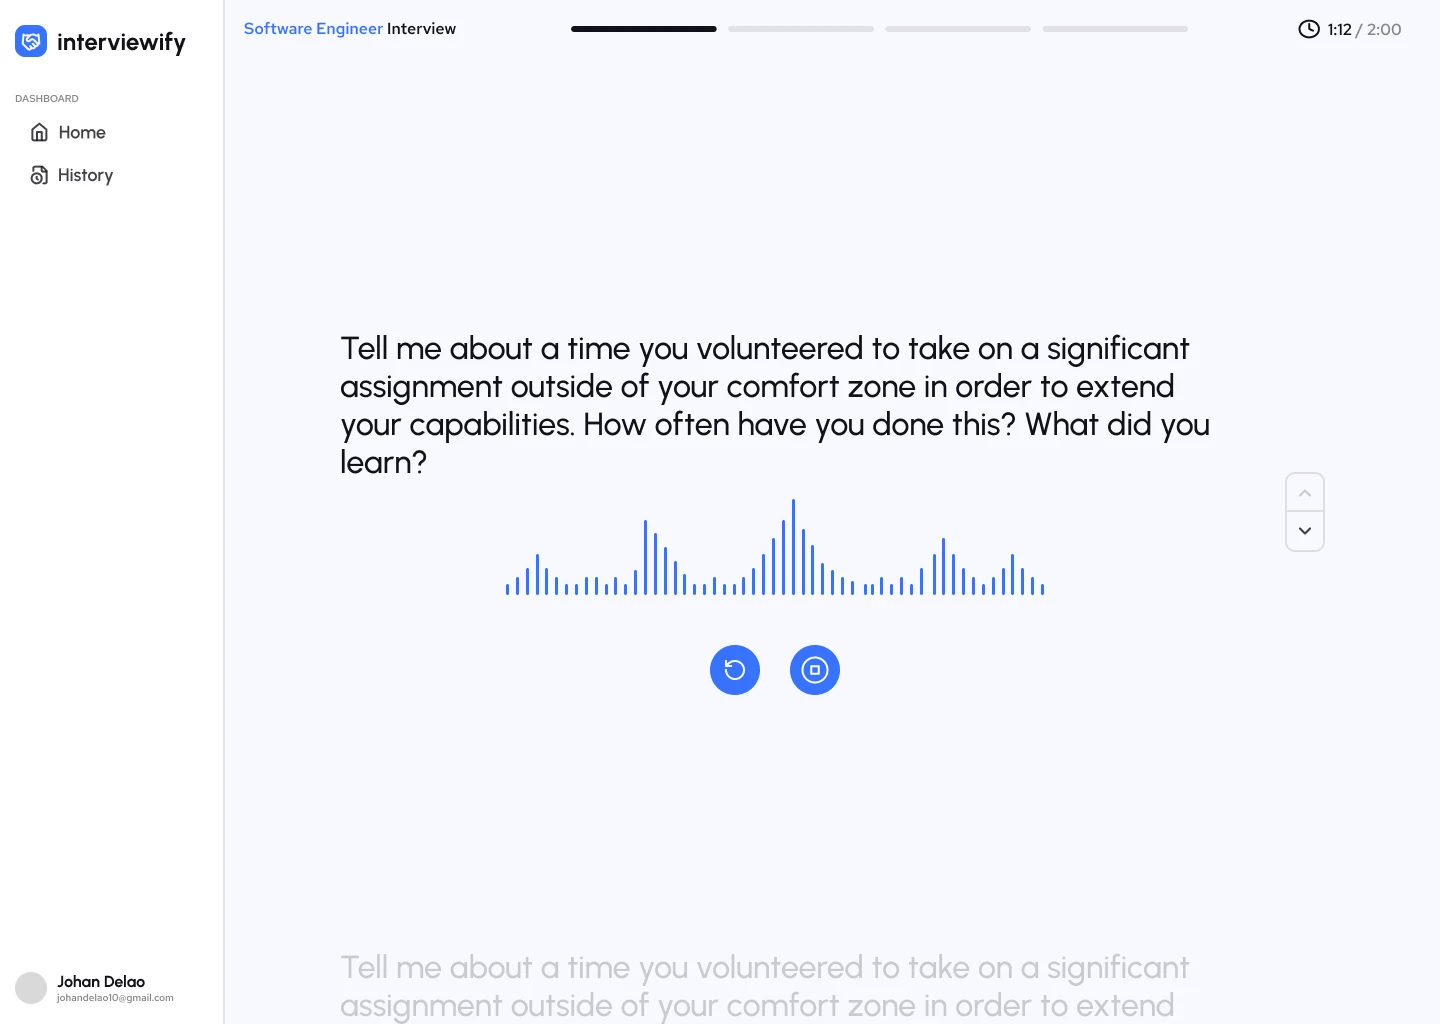 interviewify
DASHBOARD
Home
History
Johan Delao
johandelao10@gmail.com
Software Engineer Interview
1:12 / 2:00
Tell me about a time you volunteered to take on a significant
assignment outside of your comfort zone in order to extend
your capabilities. How often have you done this? What did you
learn?
Tell me about a time you volunteered to take on a significant
assignment outside of your comfort zone in order to extend